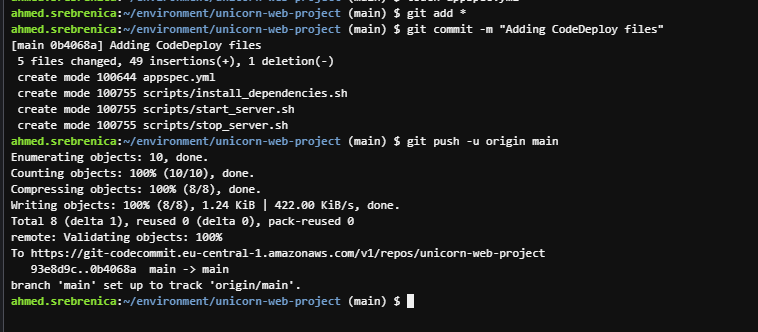 ahmed.srebrenica:~/environment/unicorn-web-project (main) $ git add *
ahmed.srebrenica:~/environment/unicorn-web-project (main) $ git commit -m "Adding CodeDeploy files"
[main 0b4068a] Adding CodeDeploy files
 5 files changed, 49 insertions(+), 1 deletion(-)
 create mode 100644 appspec.yml
 create mode 100755 scripts/install_dependencies.sh
 create mode 100755 scripts/start_server.sh
 create mode 100755 scripts/stop_server.sh
ahmed.srebrenica:~/environment/unicorn-web-project (main) $ git push -u origin main
Enumerating objects: 10, done.
Counting objects: 100% (10/10), done.
Compressing objects: 100% (8/8), done.
Writing objects: 100% (8/8), 1.24 KiB | 422.00 KiB/s, done.
Total 8 (delta 1), reused 0 (delta 0), pack-reused 0
remote: Validating objects: 100%
To https://git-codecommit.eu-central-1.amazonaws.com/v1/repos/unicorn-web-project
   93e8d9c..0b4068a  main -> main
branch 'main' set up to track 'origin/main'.
ahmed.srebrenica:~/environment/unicorn-web-project (main) $